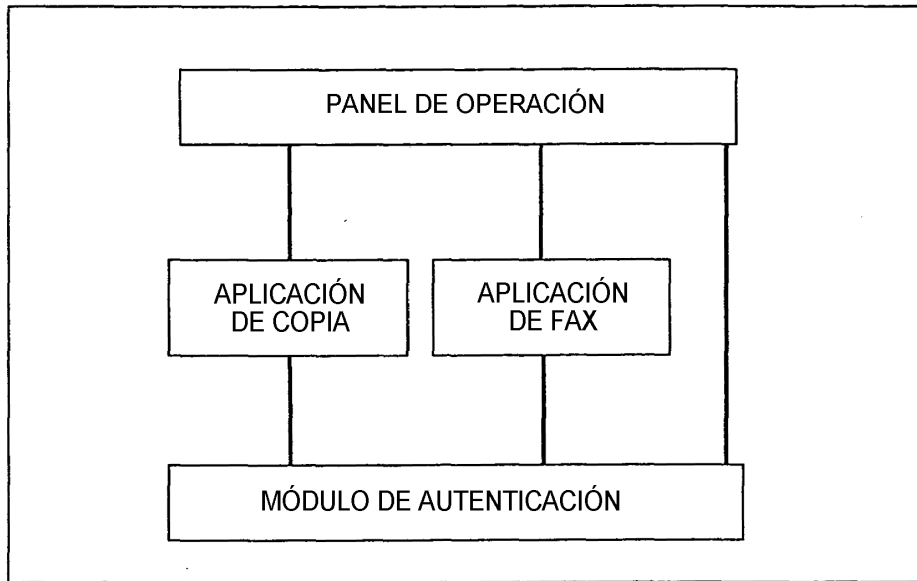 PANEL DE OPERACIÓN
APLICACIÓN
DE COPIA
APLICACIÓN
DE FAX
MÓDULO DE AUTENTICACIÓN